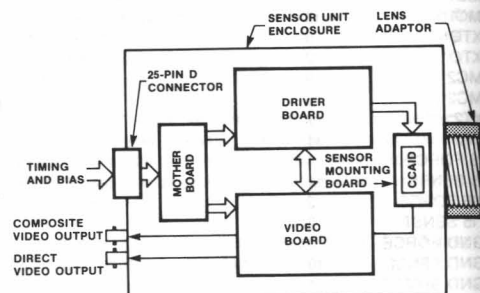 SENSOR UNIT
ENCLOSURE
LENS
ADAPTOR
25-PIN D
CONNECTOR
DRIVER
BOARD
MOTHER
BOARD
TIMING
AND BIAS
SENSOR
MOUNTING
BOARD
CCAID
COMPOSITE
VIDEO OUTPUT
VIDEO
BOARD
DIRECT
VIDEO OUTPUT